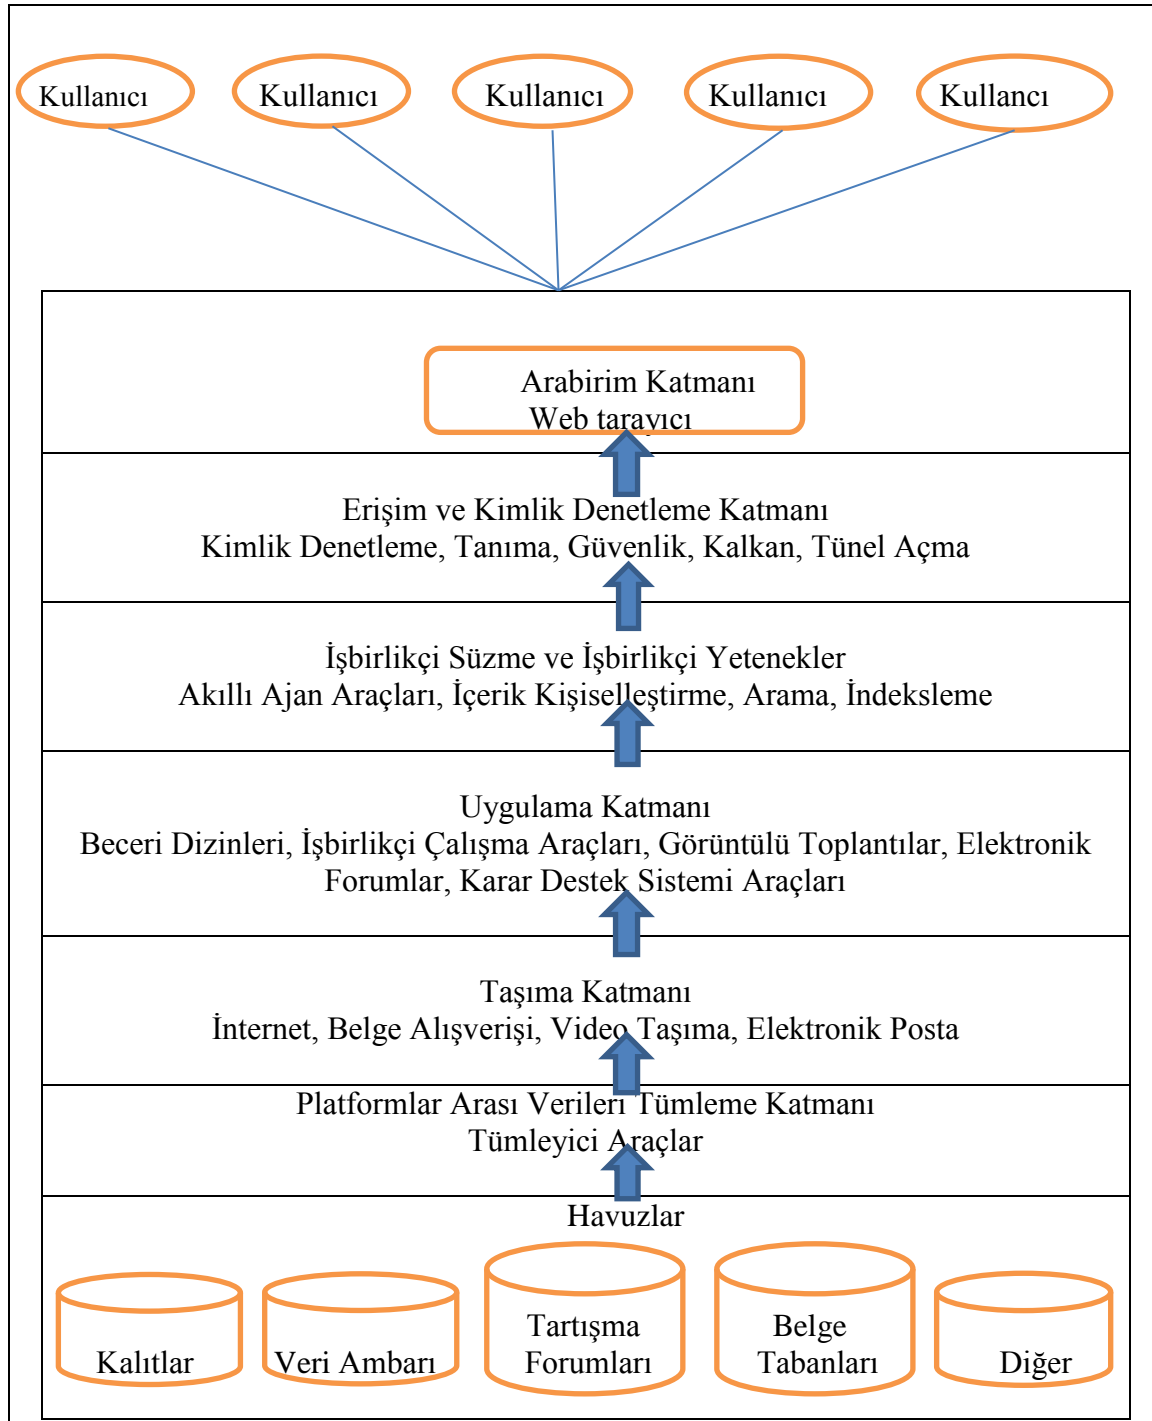 Kullanıcı Kullanıcı Kullanıcı Kullanıcı Kullancı
Arabirim Katmanı
Web tarayıcı
Erişim ve Kimlik Denetleme Katmanı
Kimlik Denetleme, Tanıma, Güvenlik, Kalkan, Tünel Açma
İşbirlikçi Süzme ve İşbirlikçi Yetenekler
Akıllı Ajan Araçları, İçerik Kişiselleştirme, Arama, İndeksleme
Uygulama Katmanı
Beceri Dizinleri, İşbirlikçi Çalışma Araçları, Görüntülü Toplantılar, Elektronik
Forumlar, Karar Destek Sistemi Araçları
Taşıma Katmanı
İnternet, Belge Alışverişi, Video Taşıma, Elektronik Posta
Platformlar Arası Verileri Tümleme Katmanı
Tümleyici Araçlar
Havuzlar
Kalıtlar
Veri Ambarı
Tartışma
Forumları
Belge
Tabanları
Diğer